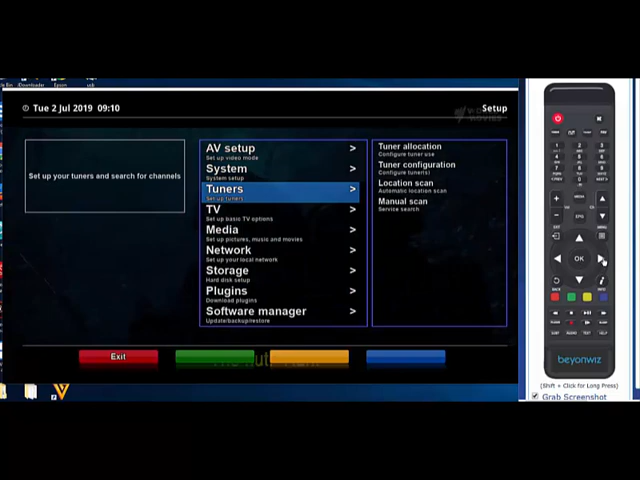 Tue 2 Jul 2019 09:10
Setup
Set up your tuners and search for channels
AV setup >
Set up video mode
System >
System setup
Tuners >
Set up tuners
TV >
Set up basic TV options
Media >
Set up pictures, music and movies
Network >
Set up your local network
Storage >
Hard disk setup
Plugins >
Download plugins
Software manager >
Update/backup/restore
Tuner allocation
Configure tuner use
Tuner configuration
Configure tuner(s)
Location scan
Automatic location scan
Manual scan
Service search
Exit
OK
EPG
beyonwiz
(Shift + Click for Long Press)
Grab Screenshot